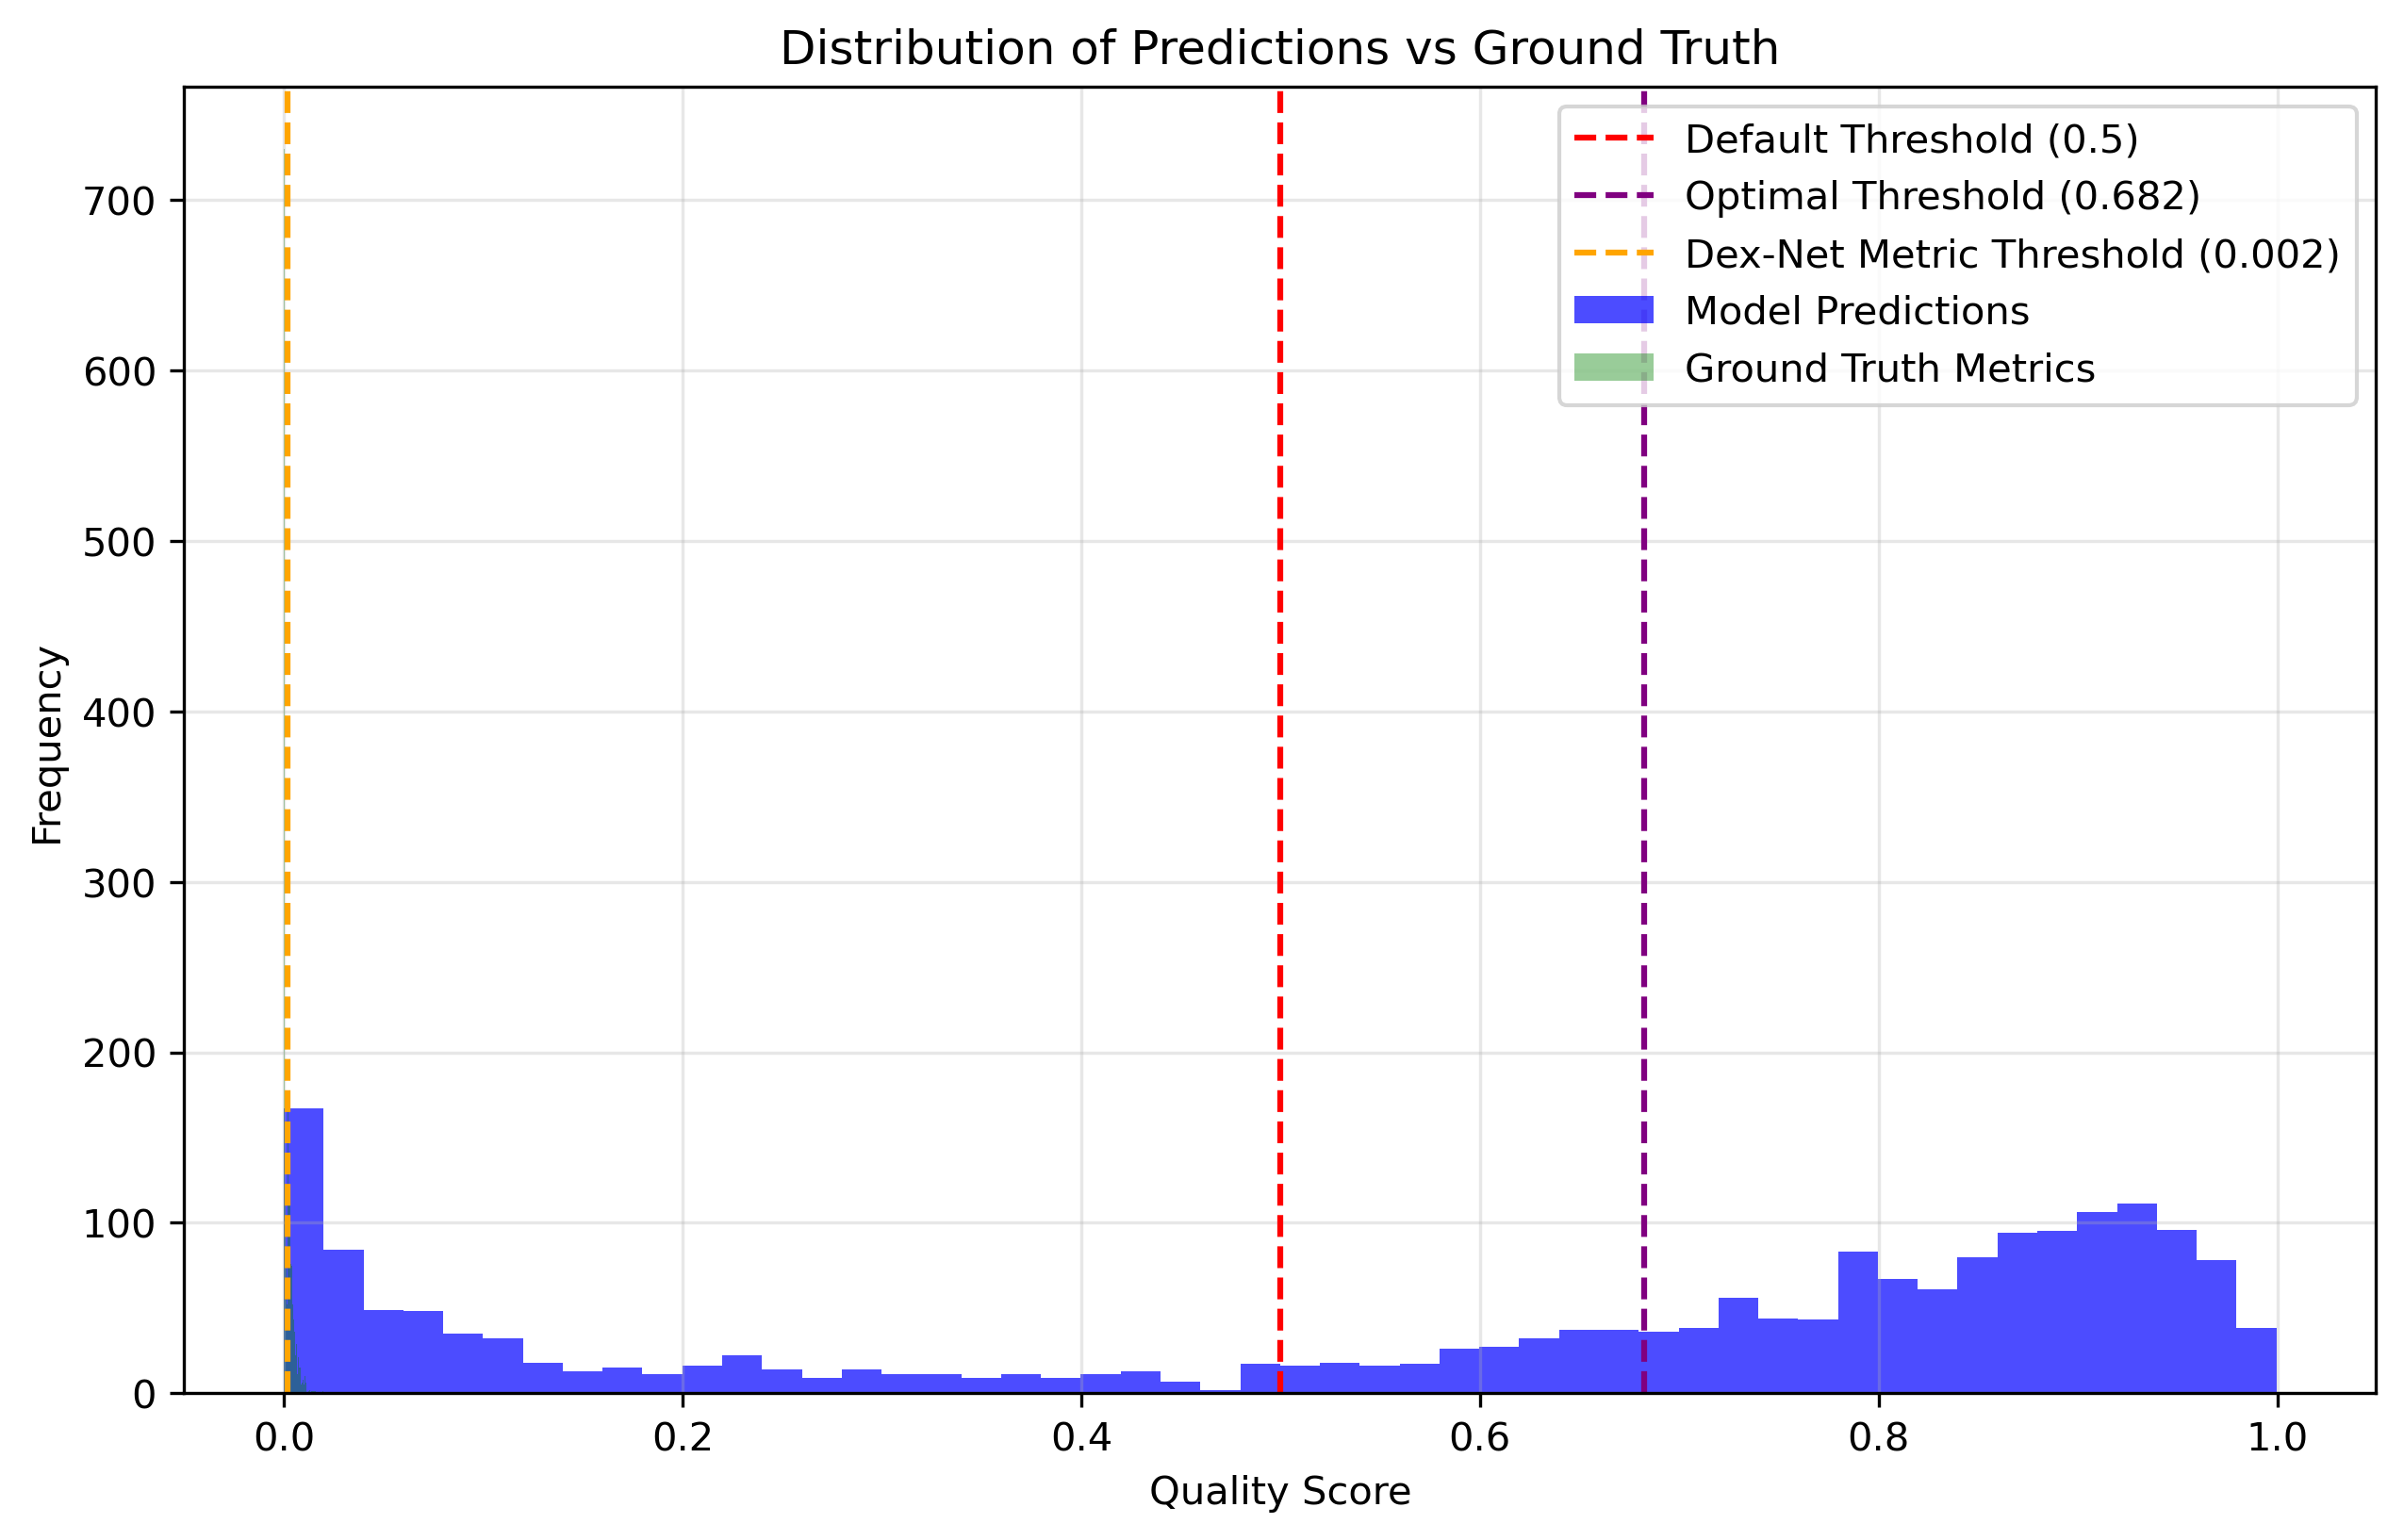 Distribution of Predictions vs Ground Truth
Default Threshold (0.5)
Optimal Threshold (0.682)
Dex-Net Metric Threshold (0.002)
Model Predictions
Ground Truth Metrics
Frequency
700
600
500
400
300
200
100
0
0.0 0.2 0.4 0.6 0.8 1.0
Quality Score